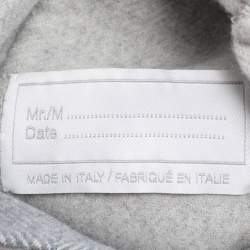 Mr./M ........................
Date ........................
MADE IN ITALY / FABRIQUÉ EN ITALIE